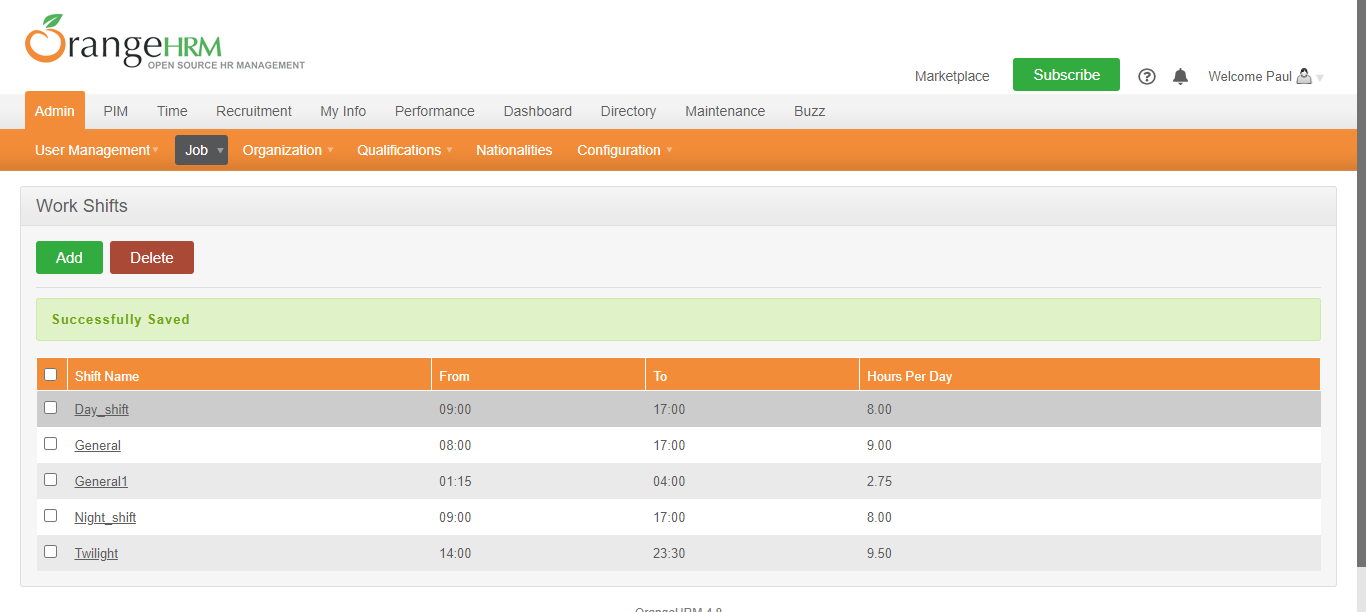 OrangeHRM
OPEN SOURCE HR MANAGEMENT
Marketplace Subscribe Welcome Paul
Admin PIM Time Recruitment My Info Performance Dashboard Directory Maintenance Buzz
User Management Job Organization Qualifications Nationalities Configuration
Work Shifts
Add Delete
Successfully Saved
Shift Name From To Hours Per Day
Day_shift 09:00 17:00 8.00
General 08:00 17:00 9.00
General1 01:15 04:00 2.75
Night_shift 09:00 17:00 8.00
Twilight 14:00 23:30 9.50
OrangeHRM 4.8